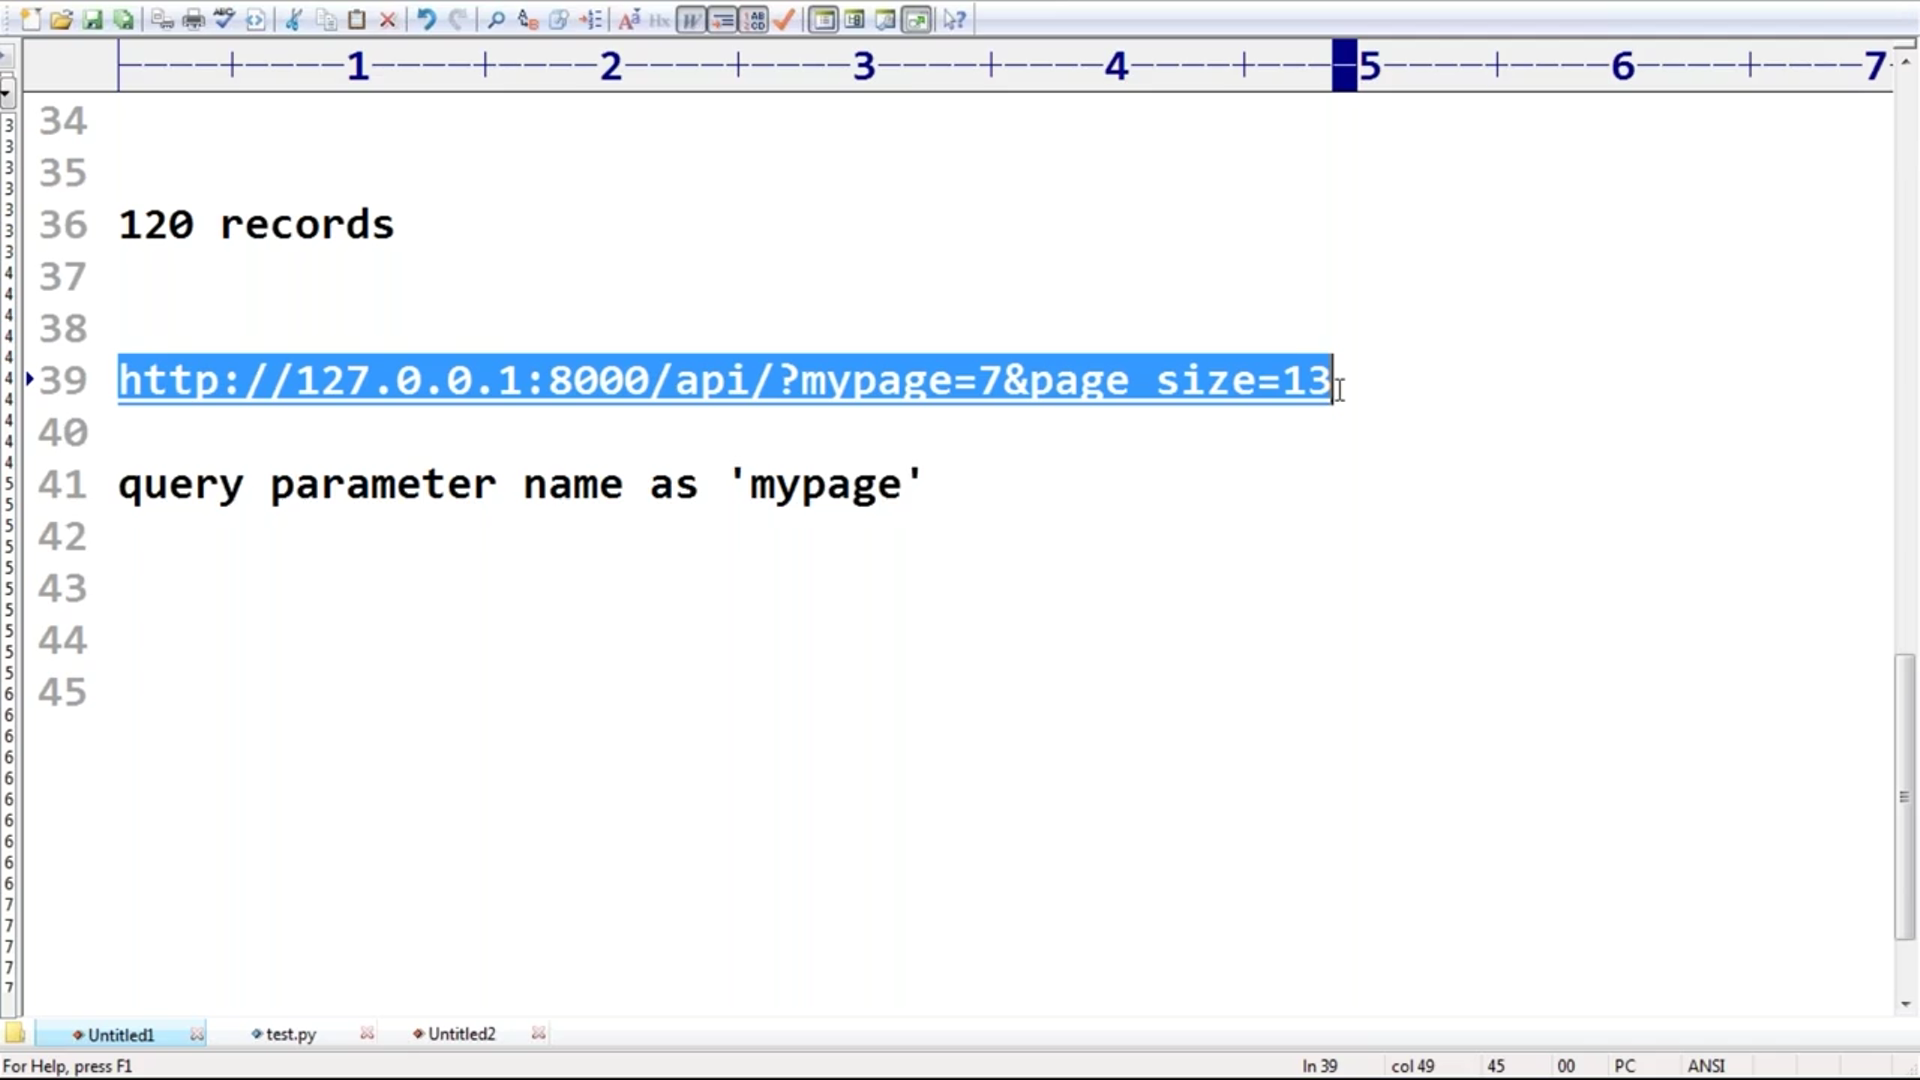 1 2 3 4 5 6 7
34
35
36 120 records
37
38
39 http://127.0.0.1:8000/api/?mypage=7&page_size=13
40
41 query parameter name as 'mypage'
42
43
44
45
Untitled1 test.py Untitled2
For Help, press F1 ln 39 col 49 45 00 PC ANSI